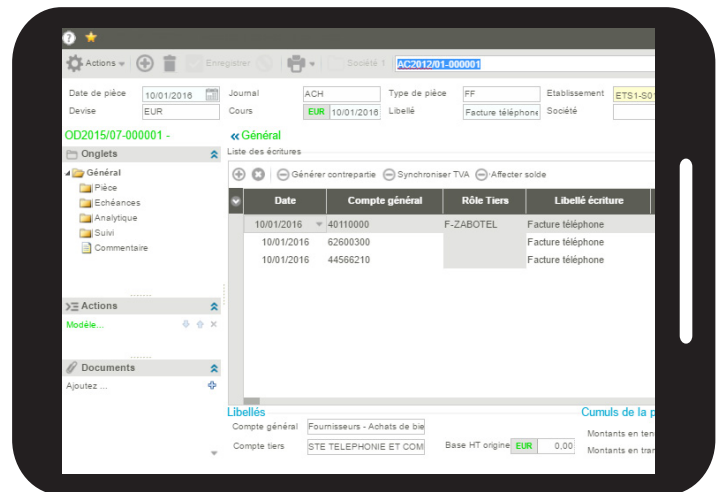 Actions
Enregistrer
Société 1
AC2012/01-000001
Date de pièce 10/01/2016 Journal ACH Type de pièce FF Etablissement ETS1-S01
Devise EUR Cours EUR 10/01/2016 Libellé Facture téléphone Société
OD2015/07-000001 -
Général
Onglets
Liste des écritures
Général
Pièce
Echéances
Analytique
Suivi
Commentaire
Générer contrepartie Synchroniser TVA Affecter solde
Date Compte général Rôle Tiers Libellé écriture
10/01/2016 40110000 F-ZABOTEL Facture téléphone
10/01/2016 62600300 Facture téléphone
10/01/2016 44566210 Facture téléphone
Actions
Modèle...
Documents
Ajoutez ...
Libellés
Cumuls de la p
Compte général Fournisseurs - Achats de bie
Montants en ten
Compte tiers STE TELEPHONIE ET COM Base HT origine EUR 0,00
Montants en tran